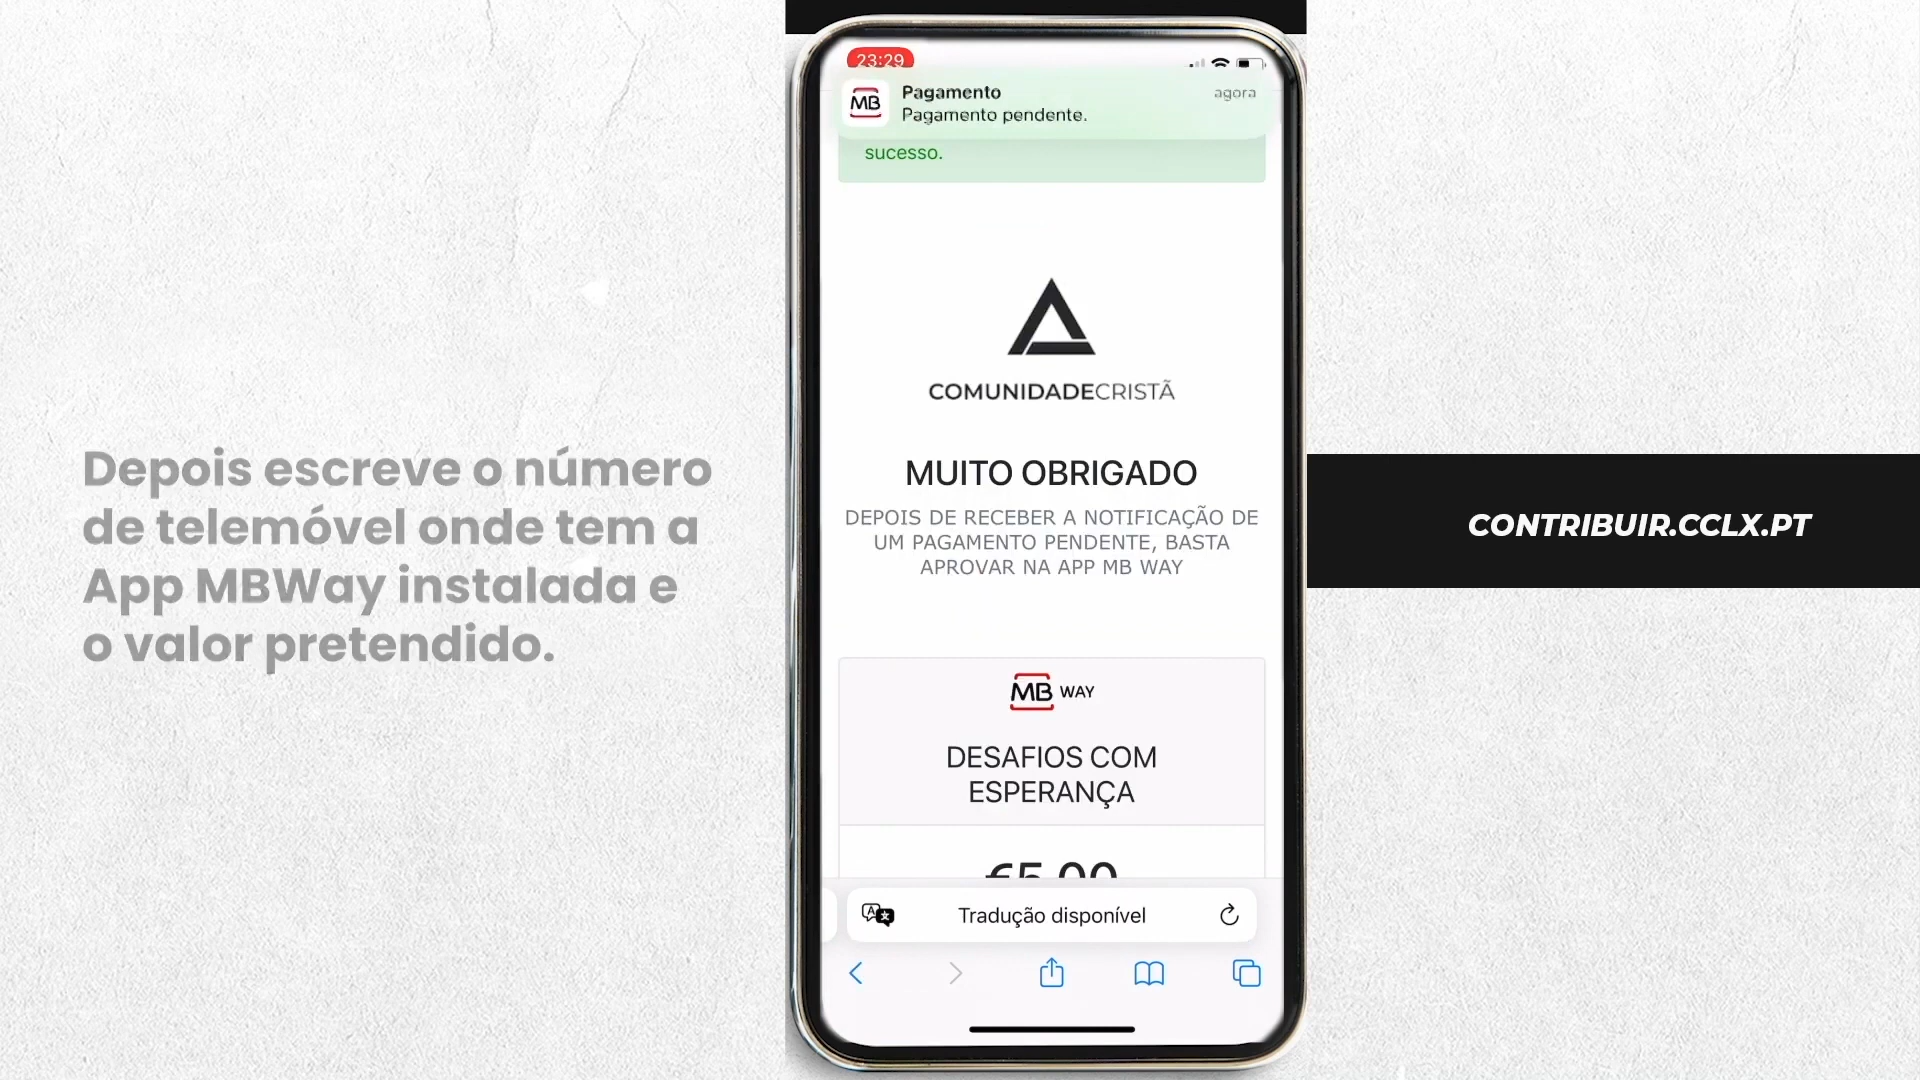 Depois escreve o número
de telemóvel onde tem a
App MBWay instalada e
o valor pretendido.
23:29
MB
Pagamento
agora
Pagamento pendente.
sucesso.
COMUNIDADECRISTÃ
MUITO OBRIGADO
DEPOIS DE RECEBER A NOTIFICAÇÃO DE
UM PAGAMENTO PENDENTE, BASTA
APROVAR NA APP MB WAY
MB WAY
DESAFIOS COM
ESPERANÇA
€5,00
Tradução disponível
CONTRIBUIR.CCLX.PT